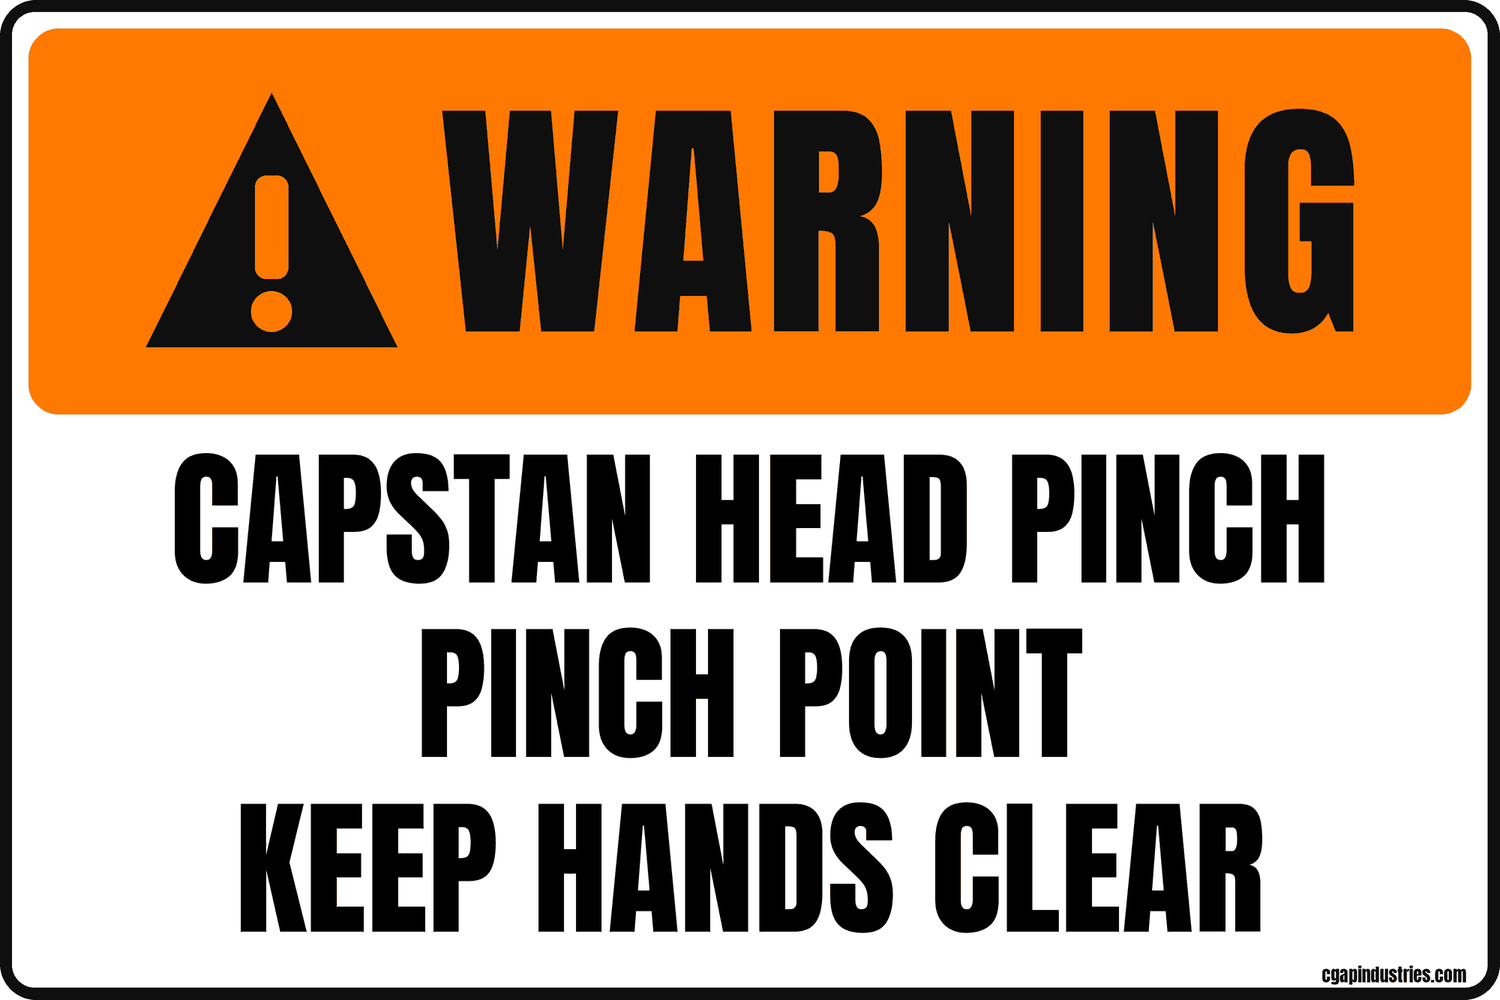 WARNING
CAPSTAN HEAD PINCH
PINCH POINT
KEEP HANDS CLEAR
cgapindustries.com